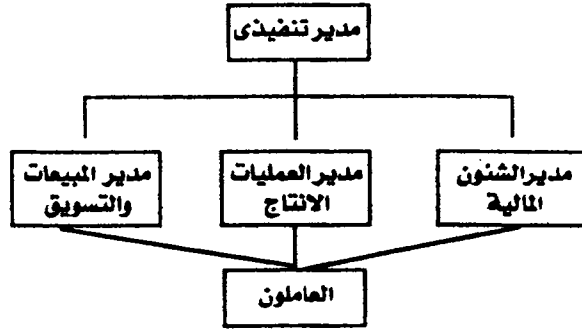 مدير تنفيذى
مدير الشئون
المالية
مدير العمليات
الانتاج
مدير المبيعات
والتسويق
العاملون